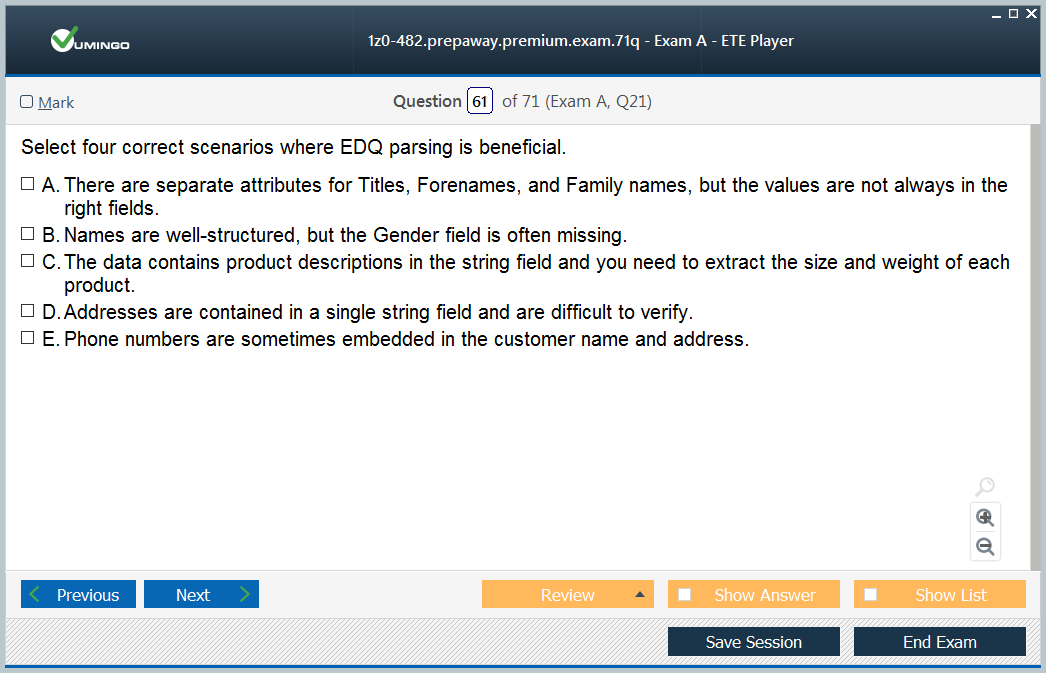 VUMINGO
1z0-482.prepaway.premium.exam.71q - Exam A - ETE Player
Mark
Question 61 of 71 (Exam A, Q21)
Select four correct scenarios where EDQ parsing is beneficial.
A. There are separate attributes for Titles, Forenames, and Family names, but the values are not always in the
right fields.
B. Names are well-structured, but the Gender field is often missing.
C. The data contains product descriptions in the string field and you need to extract the size and weight of each
product.
D. Addresses are contained in a single string field and are difficult to verify.
E. Phone numbers are sometimes embedded in the customer name and address.
Previous Next Review Show Answer Show List
Save Session End Exam